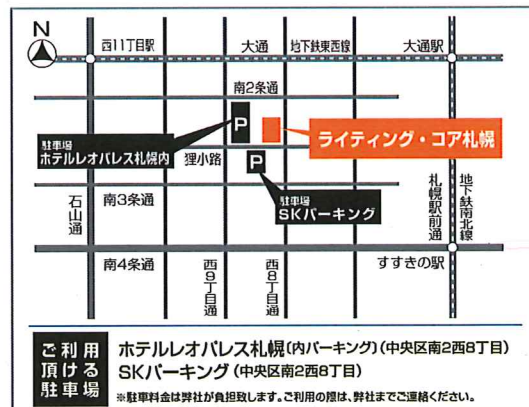 N
西11丁目駅
大通
地下鉄東西線
大通駅
南2条通
P
駐車場
ホテルレオパレス札幌内
ライティング・コア札幌
狸小路
P
駐車場
SKパーキング
石山通
南3条通
札幌駅前通
地下鉄南北線
南4条通
西9丁目通
西8丁目通
すすきの駅
ご利用
頂ける
駐車場
ホテルレオパレス札幌(内パーキング)(中央区南2西8丁目)
SKパーキング(中央区南2西8丁目)
※駐車料金は弊社が負担致します。ご利用の際は、弊社までご連絡ください。